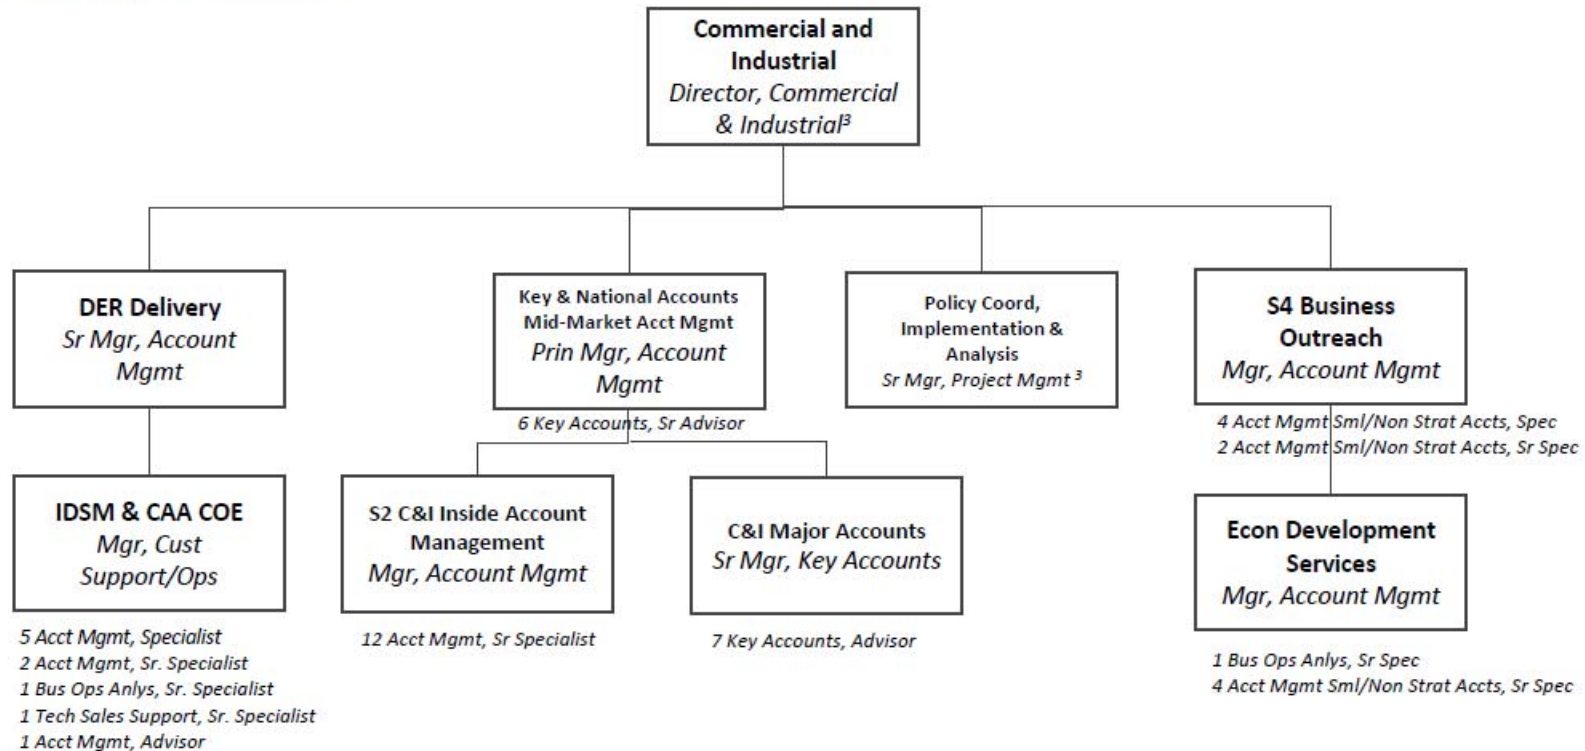 Commercial and
Industrial
Director, Commercial
& Industrial³
DER Delivery
Sr Mgr, Account
Mgmt
Key & National Accounts
Mid-Market Acct Mgmt
Prin Mgr, Account
Mgmt
6 Key Accounts, Sr Advisor
Policy Coord,
Implementation &
Analysis
Sr Mgr, Project Mgmt ³
S4 Business
Outreach
Mgr, Account Mgmt
4 Acct Mgmt Sml/Non Strat Accts, Spec
2 Acct Mgmt Sml/Non Strat Accts, Sr Spec
IDSM & CAA COE
Mgr, Cust
Support/Ops
5 Acct Mgmt, Specialist
2 Acct Mgmt, Sr. Specialist
1 Bus Ops Anlys, Sr. Specialist
1 Tech Sales Support, Sr. Specialist
1 Acct Mgmt, Advisor
S2 C&I Inside Account
Management
Mgr, Account Mgmt
12 Acct Mgmt, Sr Specialist
C&I Major Accounts
Sr Mgr, Key Accounts
7 Key Accounts, Advisor
Econ Development
Services
Mgr, Account Mgmt
1 Bus Ops Anlys, Sr Spec
4 Acct Mgmt Sml/Non Strat Accts, Sr Spec